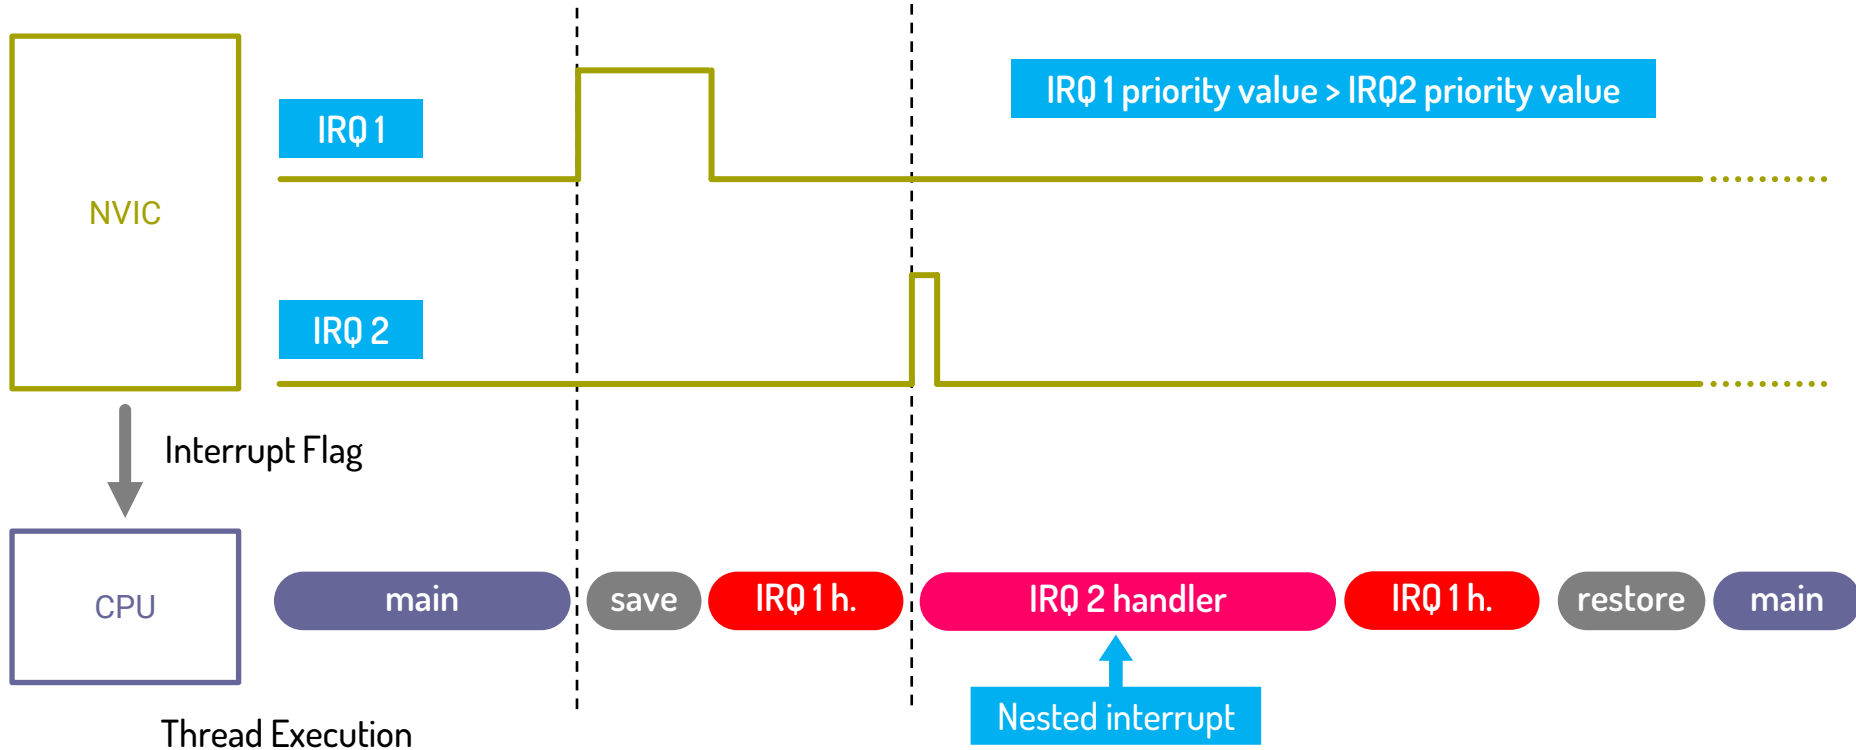 IRQ 1 priority value > IRQ2 priority value
IRQ 1
NVIC
IRQ 2
Interrupt Flag
CPU
main
save
IRQ 1 h.
IRQ 2 handler
IRQ 1 h.
restore
main
Nested interrupt
Thread Execution